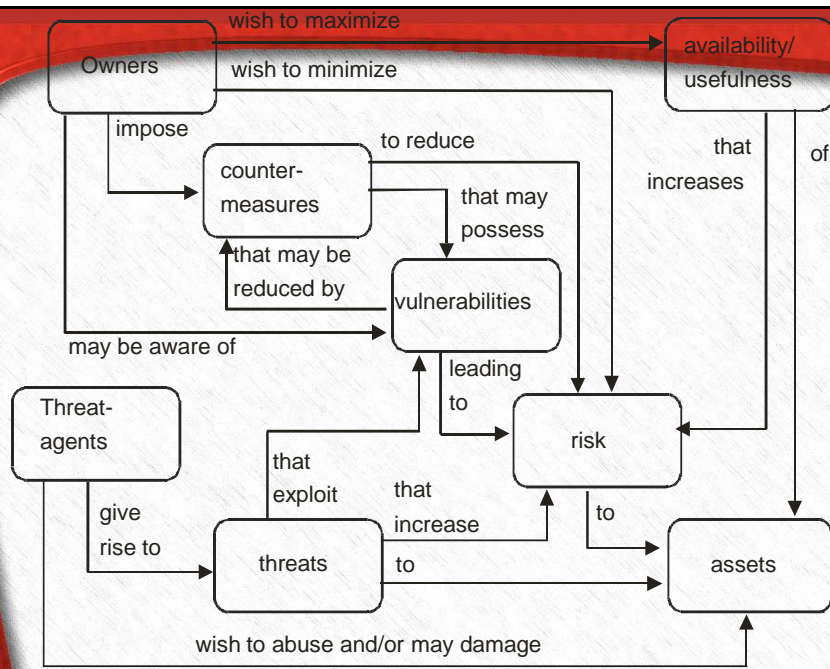 wish to maximize
Owners
availability/
usefulness
wish to minimize
impose
to reduce
that
increases
of
counter-
measures
that may
possess
that may be
reduced by
vulnerabilities
may be aware of
leading
to
Threat-
agents
risk
that
exploit
that
increase
give
rise to
to
threats
to
assets
wish to abuse and/or may damage